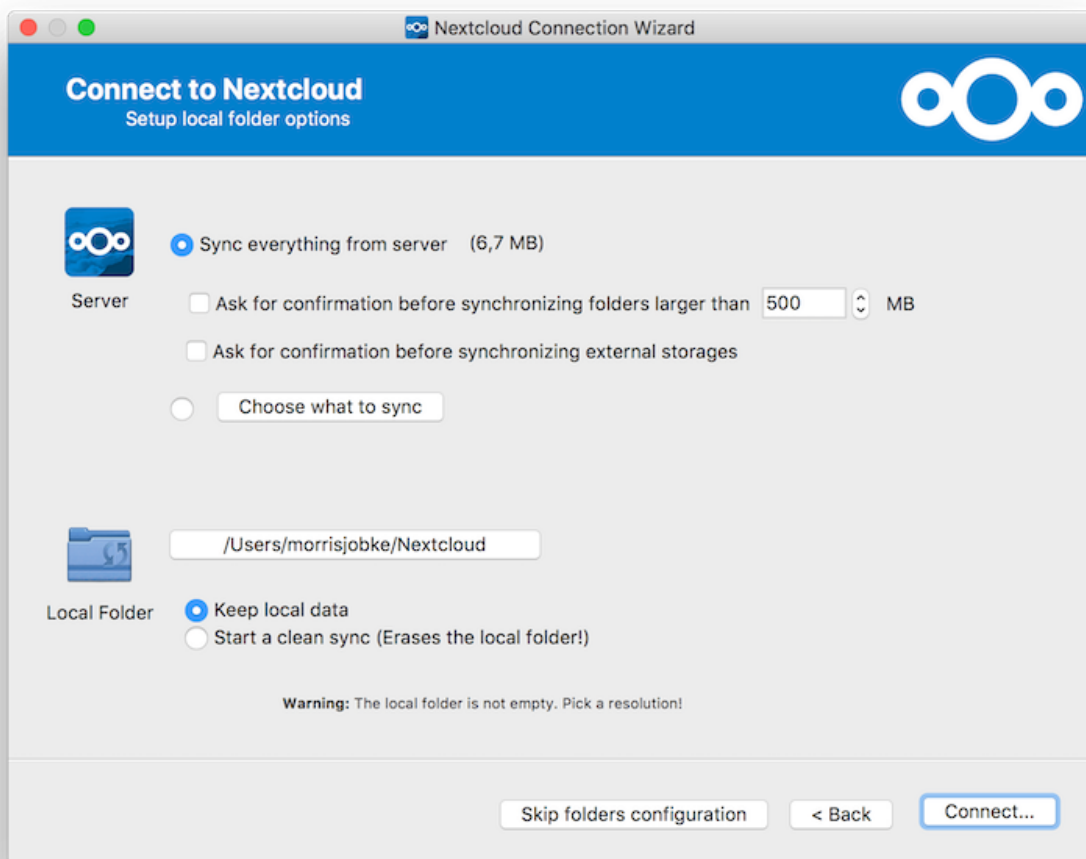 Nextcloud Connection Wizard
Connect to Nextcloud
Setup local folder options
Sync everything from server (6,7 MB)
Server
Ask for confirmation before synchronizing folders larger than 500 MB
Ask for confirmation before synchronizing external storages
Choose what to sync
/Users/morrisjobke/Nextcloud
Local Folder
Keep local data
Start a clean sync (Erases the local folder!)
Warning: The local folder is not empty. Pick a resolution!
Skip folders configuration < Back Connect...